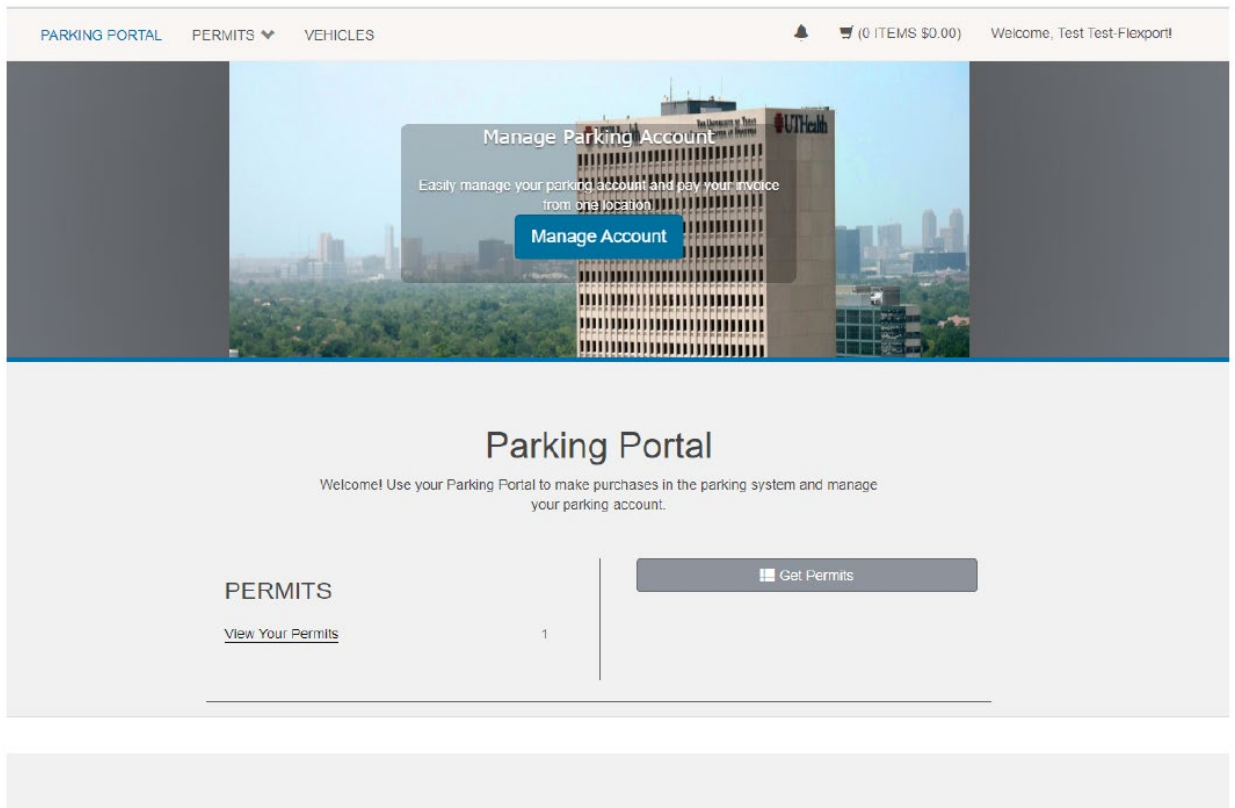 PARKING PORTAL PERMITS VEHICLES (0 ITEMS $0.00) Welcome, Test Test-Flexport!
UTHealth
Manage Parking Account
Easily manage your parking account and pay your invoice
from one location
Manage Account
Parking Portal
Welcome! Use your Parking Portal to make purchases in the parking system and manage
your parking account.
Get Permits
PERMITS
View Your Permits 1